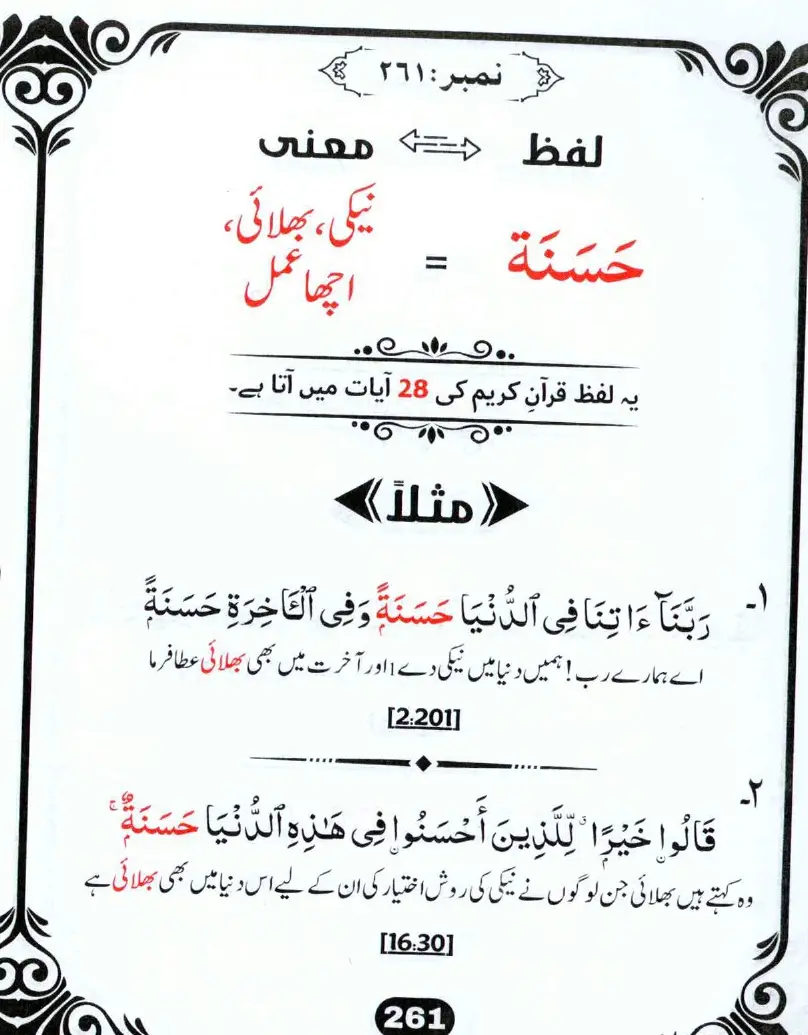 نمبر: ٢٦١
لفظ معنی
نیکی، بھلائی،
حَسَنَة =
اچھا عمل
یہ لفظ قرآنِ کریم کی 28 آیات میں آتا ہے۔
مثلاً
١۔ رَبَّنَآ ءَاتِنَا فِى ٱلدُّنْيَا حَسَنَةًۭ وَفِى ٱلْـَٔاخِرَةِ حَسَنَةًۭ
اے ہمارے رب! ہمیں دنیا میں نیکی دے اور آخرت میں بھی بھلائی عطا فرما
[2:201]
٢۔ قَالُوا۟ خَيْرًۭا ۗ لِّلَّذِينَ أَحْسَنُوا۟ فِى هَـٰذِهِ ٱلدُّنْيَا حَسَنَةٌۭ ۚ
وہ کہتے ہیں بھلائی جن لوگوں نے نیکی کی روش اختیار کی ان کے لیے اس دنیا میں بھی بھلائی ہے
[16:30]
261